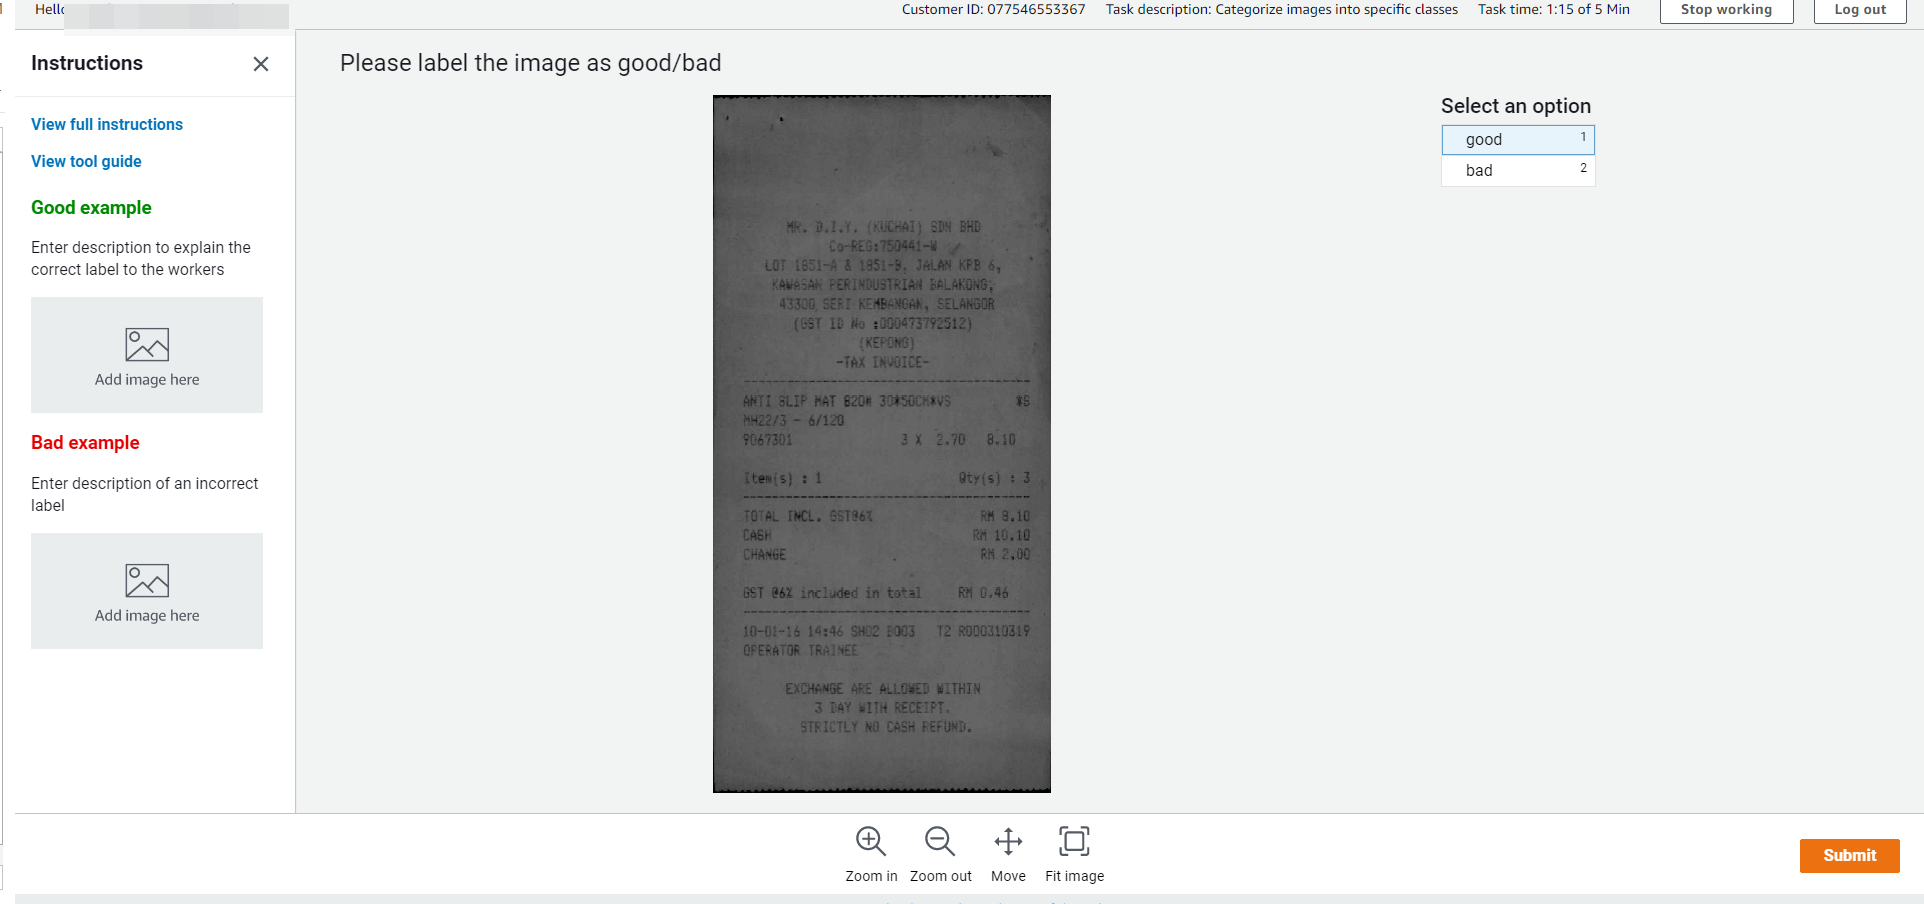 Hello
Customer ID: 077546553367
Task description: Categorize images into specific classes
Task time: 1:15 of 5 Min
Stop working
Log out
Instructions
View full instructions
View tool guide
Good example
Enter description to explain the
correct label to the workers
Add image here
Bad example
Enter description of an incorrect
label
Add image here
Please label the image as good/bad
MR. D.I.Y. (KUCHAI) SDN BHD
Co-REG:750441-W
LOT 1851-A & 1851-B, JALAN KPB 6,
KAWASAN PERINDUSTRIAN BALAKONG,
43300 SERI KEMBANGAN, SELANGOR
(GST ID No :000473792512)
(KEPONG)
-TAX INVOICE-
ANTI SLIP MAT 820# 30*50CM*VS *S
MH22/3 - 6/120
9067301 3 X 2.70 8.10
Item(s) : 1 Qty(s) : 3
TOTAL INCL. GST@6% RM 8.10
CASH RM 10.10
CHANGE RM 2.00
GST @6% included in total RM 0.46
10-01-16 14:46 SH02 B003 T2 R000310319
OPERATOR TRAINEE
EXCHANGE ARE ALLOWED WITHIN
3 DAY WITH RECEIPT.
STRICTLY NO CASH REFUND.
Select an option
good 1
bad 2
Zoom in
Zoom out
Move
Fit image
Submit